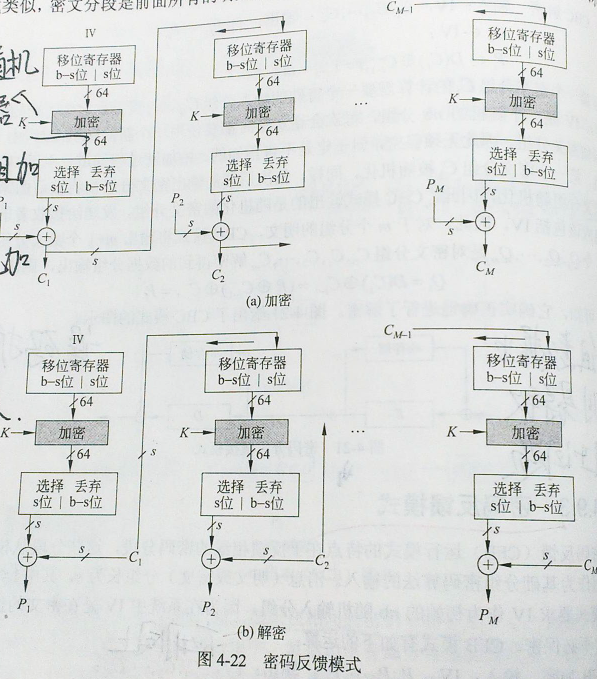 类似，密文分段是前面所有的
C_{M-1}
IV
移位寄存器
b–s位 | s位
移位寄存器
b–s位 | s位
移位寄存器
b–s位 | s位
64
64
64
K
加密
K
加密
K
加密
…
64
64
64
选择 丢弃
s位 | b–s位
选择 丢弃
s位 | b–s位
选择 丢弃
s位 | b–s位
机
加
加
P_1
s
P_2
s
P_M
s
s
s
s
C_1
C_2
C_M
(a) 加密
IV
C_{M-1}
移位寄存器
b–s位 | s位
移位寄存器
b–s位 | s位
移位寄存器
b–s位 | s位
64
64
64
K
加密
K
加密
K
加密
…
64
64
64
s
选择 丢弃
s位 | b–s位
选择 丢弃
s位 | b–s位
选择 丢弃
s位 | b–s位
s
s
s
s
C_1
s
C_2
s
C_M
P_1
P_2
P_M
(b) 解密
图 4-22 密码反馈模式